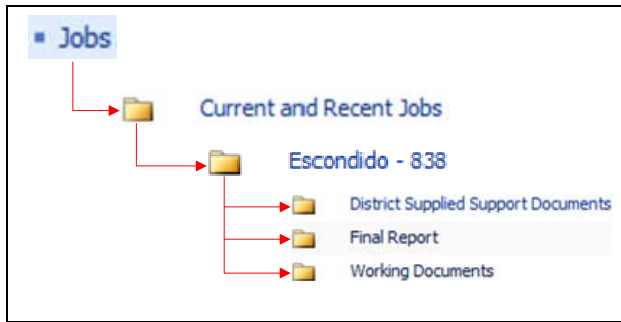 Jobs
Current and Recent Jobs
Escondido - 838
District Supplied Support Documents
Final Report
Working Documents